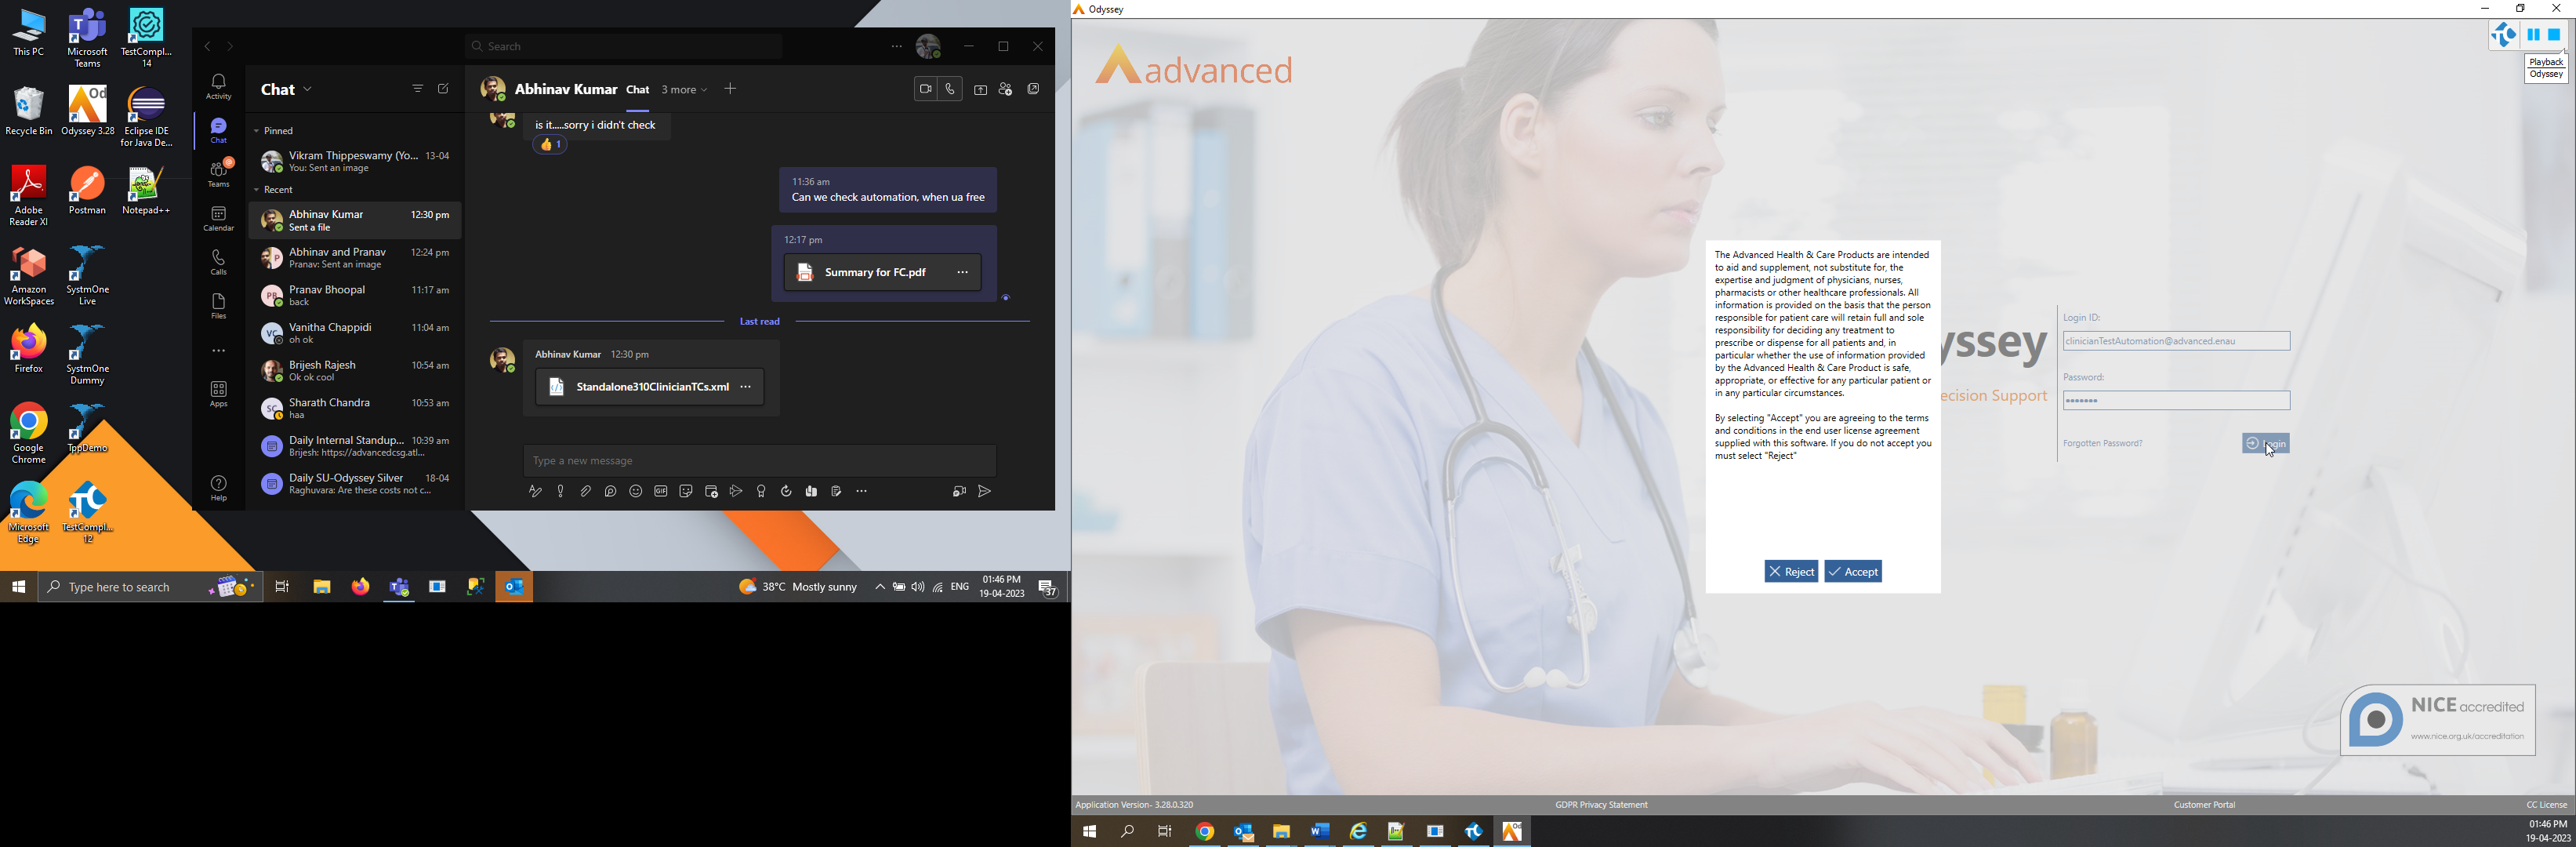 This PC
Microsoft
Teams
TestCompl...
14
Recycle Bin
Odyssey 3.28
Eclipse IDE
for Java De...
Adobe
Reader XI
Postman
Notepad++
Amazon
WorkSpaces
SystmOne
Live
Firefox
SystmOne
Dummy
Google
Chrome
TppDemo
Microsoft
Edge
TestCompl...
12
Search
Activity
Chat
Teams
Calendar
Calls
Files
Apps
Help
Chat
Pinned
Vikram Thippeswamy (Yo... 13-04
You: Sent an image
Recent
Abhinav Kumar 12:30 pm
Sent a file
Abhinav and Pranav 12:24 pm
Pranav: Sent an image
Pranav Bhoopal 11:17 am
back
Vanitha Chappidi 11:04 am
oh ok
Brijesh Rajesh 10:54 am
Ok ok cool
Sharath Chandra 10:53 am
haa
Daily Internal Standup... 10:39 am
Brijesh: https://advancedcsg.atl...
Daily SU-Odyssey Silver 18-04
Raghuvara: Are these costs not c...
Abhinav Kumar Chat 3 more
is it.....sorry i didn't check
1
11:36 am
Can we check automation, when ua free
12:17 pm
Summary for FC.pdf
Last read
Abhinav Kumar 12:30 pm
Standalone310ClinicianTCs.xml
Type a new message
Type here to search
38°C Mostly sunny
ENG
01:46 PM
19-04-2023
37
Odyssey
advanced
Playback
Odyssey
The Advanced Health & Care Products are intended
to aid and supplement, not substitute for, the
expertise and judgment of physicians, nurses,
pharmacists or other healthcare professionals. All
information is provided on the basis that the person
responsible for patient care will retain full and sole
responsibility for deciding any treatment to
prescribe or dispense for all patients and, in
particular whether the use of information provided
by the Advanced Health & Care Product is safe,
appropriate, or effective for any particular patient or
in any particular circumstances.
By selecting "Accept" you are agreeing to the terms
and conditions in the end user license agreement
supplied with this software. If you do not accept you
must select "Reject"
Reject
Accept
yssey
ecision Support
Login ID:
clinicianTestAutomation@advanced.enau
Password:
Forgotten Password?
Login
NICE accredited
www.nice.org.uk/accreditation
Application Version- 3.28.0.320
GDPR Privacy Statement
Customer Portal
CC License
01:46 PM
19-04-2023